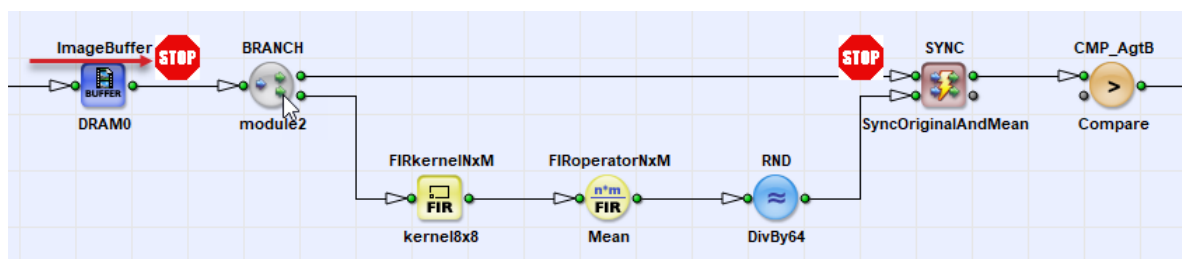 ImageBuffer
STOP
BRANCH
STOP
SYNC
CMP_AgtB
BUFFER
>
DRAM0
module2
SyncOriginalAndMean
Compare
FIRkernelNxM
FIRoperatorNxM
RND
FIR
n*m
FIR
≈
kernel8x8
Mean
DivBy64